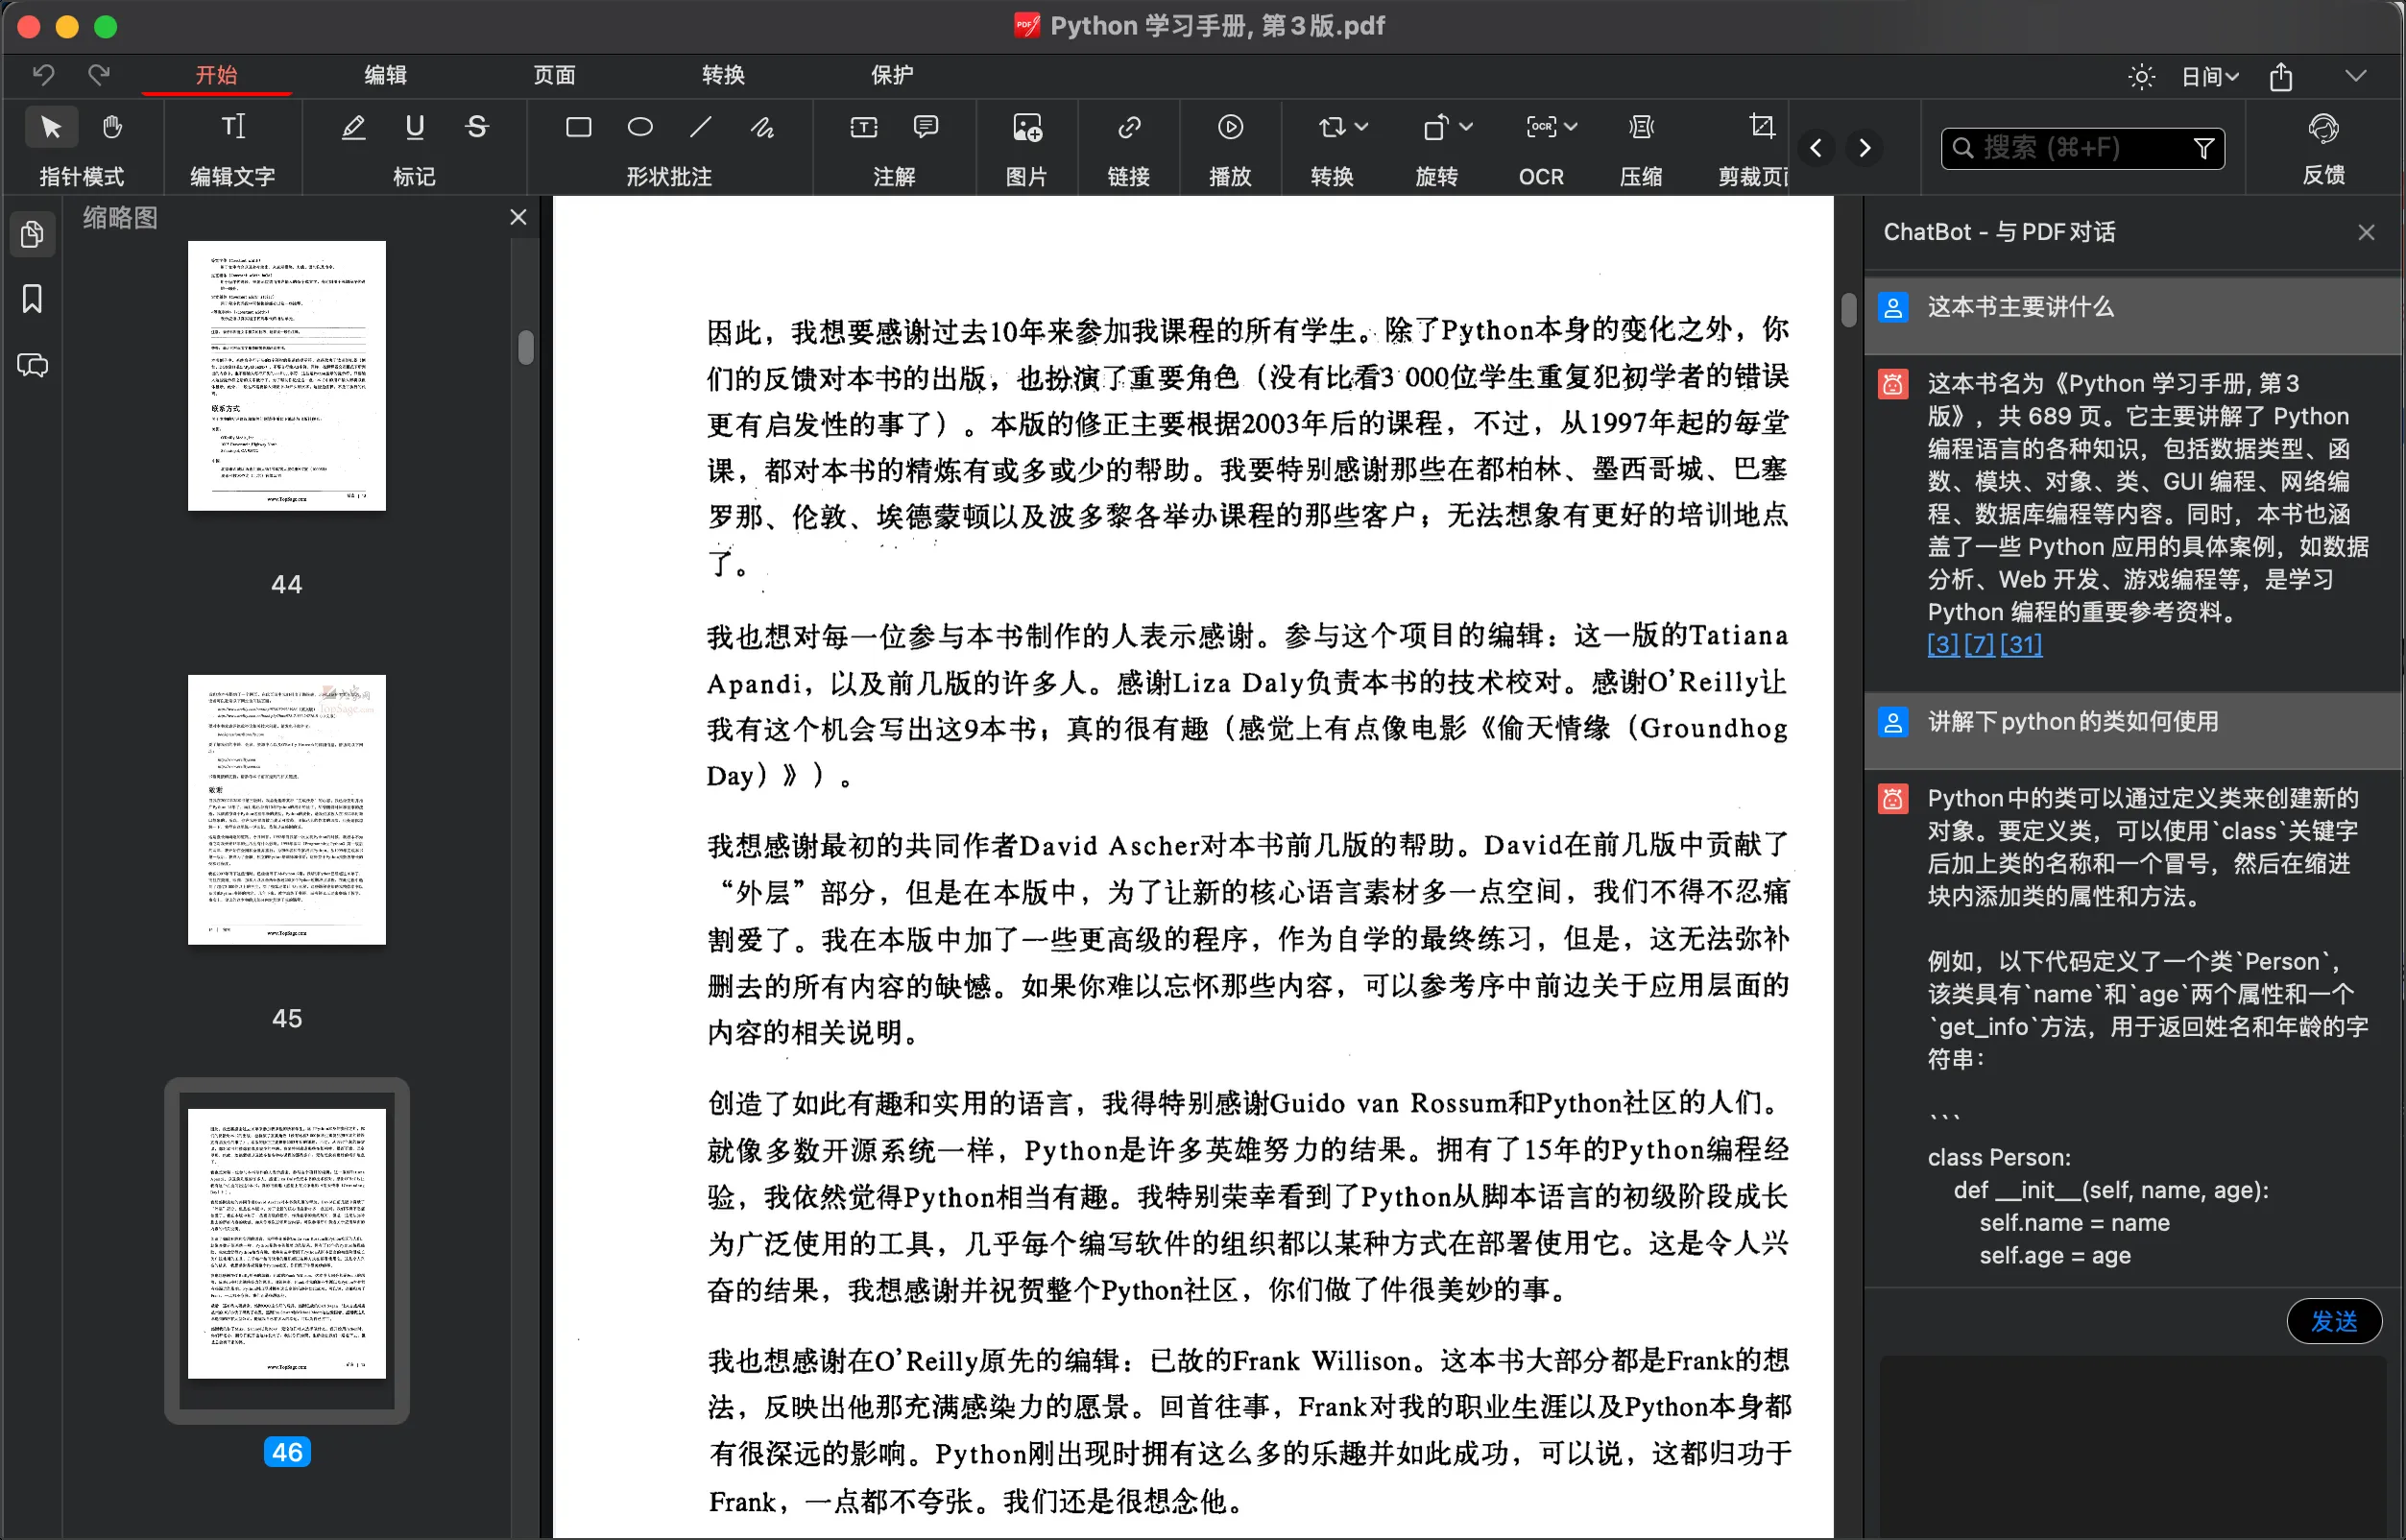 Python 学习手册, 第3版.pdf
开始
编辑
页面
转换
保护
日间
指针模式
编辑文字
标记
形状批注
注解
图片
链接
播放
转换
旋转
OCR
压缩
剪裁页
搜索 (⌘+F)
反馈
缩略图
联系方式
44
致谢
45
46
因此，我想要感谢过去10年来参加我课程的所有学生。除了Python本身的变化之外，你
们的反馈对本书的出版，也扮演了重要角色（没有比看3 000位学生重复犯初学者的错误
更有启发性的事了）。本版的修正主要根据2003年后的课程，不过，从1997年起的每堂
课，都对本书的精炼有或多或少的帮助。我要特别感谢那些在都柏林、墨西哥城、巴塞
罗那、伦敦、埃德蒙顿以及波多黎各举办课程的那些客户；无法想象有更好的培训地点
了。
我也想对每一位参与本书制作的人表示感谢。参与这个项目的编辑：这一版的Tatiana
Apandi，以及前几版的许多人。感谢Liza Daly负责本书的技术校对。感谢O'Reilly让
我有这个机会写出这9本书；真的很有趣（感觉上有点像电影《偷天情缘（Groundhog
Day）》）。
我想感谢最初的共同作者David Ascher对本书前几版的帮助。David在前几版中贡献了
“外层”部分，但是在本版中，为了让新的核心语言素材多一点空间，我们不得不忍痛
割爱了。我在本版中加了一些更高级的程序，作为自学的最终练习，但是，这无法弥补
删去的所有内容的缺憾。如果你难以忘怀那些内容，可以参考序中前边关于应用层面的
内容的相关说明。
创造了如此有趣和实用的语言，我得特别感谢Guido van Rossum和Python社区的人们。
就像多数开源系统一样，Python是许多英雄努力的结果。拥有了15年的Python编程经
验，我依然觉得Python相当有趣。我特别荣幸看到了Python从脚本语言的初级阶段成长
为广泛使用的工具，几乎每个编写软件的组织都以某种方式在部署使用它。这是令人兴
奋的结果，我想感谢并祝贺整个Python社区，你们做了件很美妙的事。
我也想感谢在O'Reilly原先的编辑：已故的Frank Willison。这本书大部分都是Frank的想
法，反映出他那充满感染力的愿景。回首往事，Frank对我的职业生涯以及Python本身都
有很深远的影响。Python刚出现时拥有这么多的乐趣并如此成功，可以说，这都归功于
Frank，一点都不夸张。我们还是很想念他。
ChatBot - 与PDF对话
这本书主要讲什么
这本书名为《Python 学习手册, 第3
版》，共 689 页。它主要讲解了 Python
编程语言的各种知识，包括数据类型、函
数、模块、对象、类、GUI 编程、网络编
程、数据库编程等内容。同时，本书也涵
盖了一些 Python 应用的具体案例，如数据
分析、Web 开发、游戏编程等，是学习
Python 编程的重要参考资料。
[3] [7] [31]
讲解下python的类如何使用
Python中的类可以通过定义类来创建新的
对象。要定义类，可以使用`class`关键字
后加上类的名称和一个冒号，然后在缩进
块内添加类的属性和方法。
例如，以下代码定义了一个类`Person`，
该类具有`name`和`age`两个属性和一个
`get_info`方法，用于返回姓名和年龄的字
符串：
```
class Person:
def __init__(self, name, age):
self.name = name
self.age = age
发送